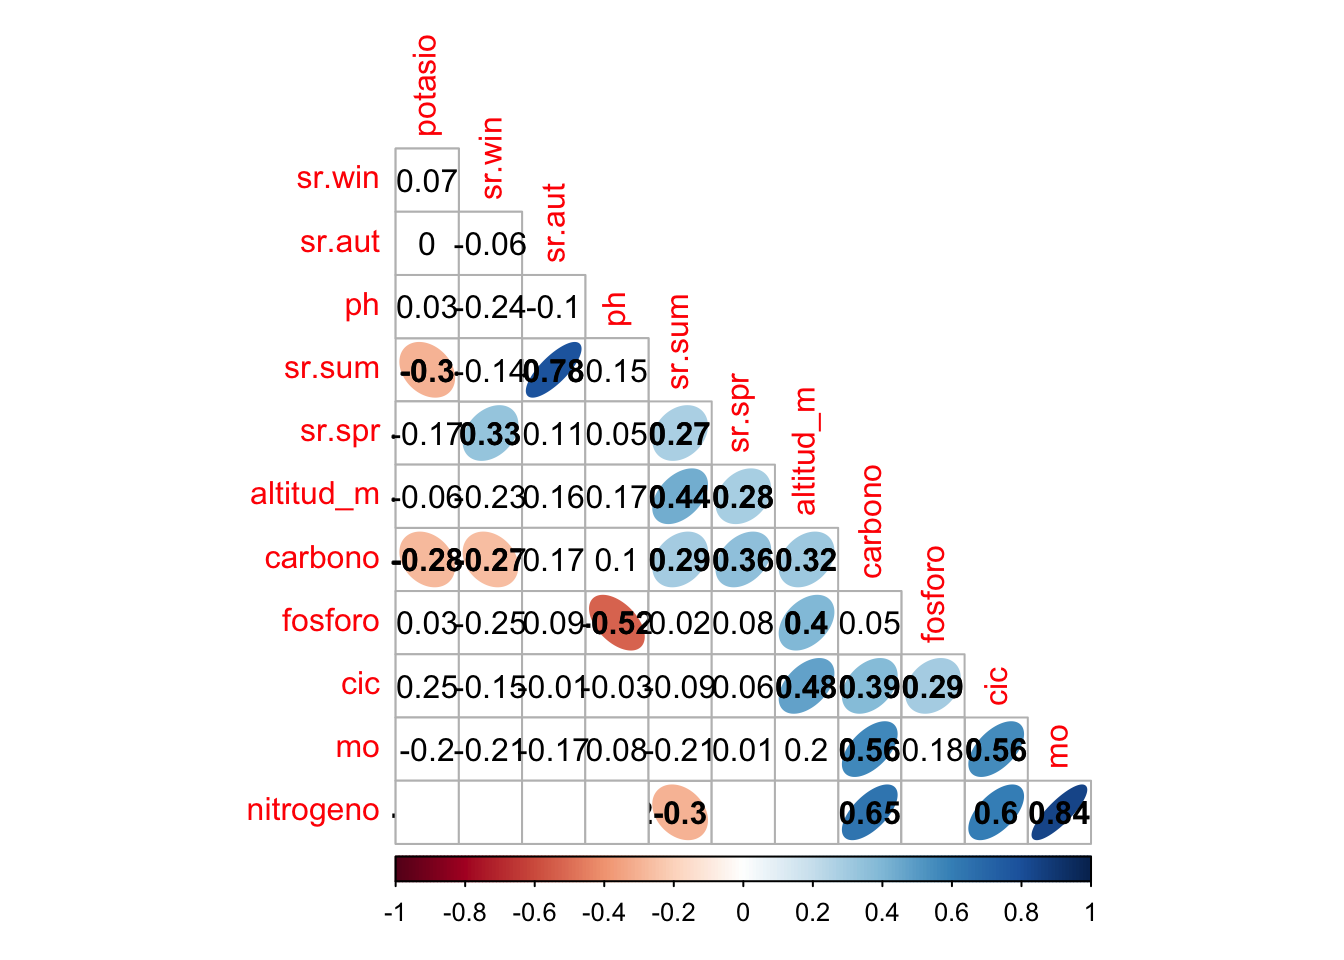 potasio
sr.win 0.07 sr.win
sr.aut 0 -0.06 sr.aut
ph 0.03 -0.24 -0.1 ph
sr.sum -0.3 -0.14 0.78 0.15 sr.sum
sr.spr -0.17 0.33 0.11 0.05 0.27 sr.spr
altitud_m -0.06 -0.23 0.16 0.17 0.44 0.28 altitud_m
carbono -0.28 -0.27 0.17 0.1 0.29 0.36 0.32 carbono
fosforo 0.03 -0.25 0.09 -0.52 0.02 0.08 0.4 0.05 fosforo
cic 0.25 -0.15 -0.01 -0.03 -0.09 0.06 0.48 0.39 0.29 cic
mo -0.2 -0.21 -0.17 0.08 -0.21 0.01 0.2 0.56 0.18 0.56 mo
nitrogeno -0.3 0.65 0.6 0.84
-1 -0.8 -0.6 -0.4 -0.2 0 0.2 0.4 0.6 0.8 1